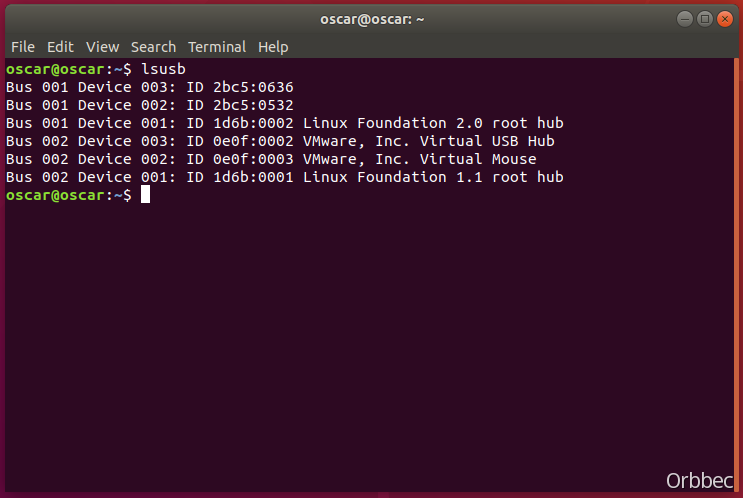 oscar@oscar: ~
File Edit View Search Terminal Help
oscar@oscar:~$ lsusb
Bus 001 Device 003: ID 2bc5:0636
Bus 001 Device 002: ID 2bc5:0532
Bus 001 Device 001: ID 1d6b:0002 Linux Foundation 2.0 root hub
Bus 002 Device 003: ID 0e0f:0002 VMware, Inc. Virtual USB Hub
Bus 002 Device 002: ID 0e0f:0003 VMware, Inc. Virtual Mouse
Bus 002 Device 001: ID 1d6b:0001 Linux Foundation 1.1 root hub
oscar@oscar:~$
Orbbec